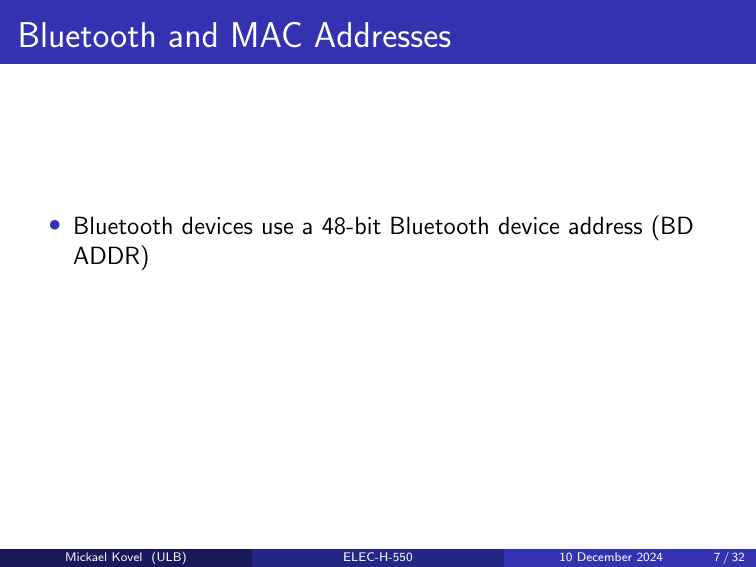 Bluetooth and MAC Addresses
• Bluetooth devices use a 48-bit Bluetooth device address (BD
ADDR)
Mickael Kovel (ULB) ELEC-H-550 10 December 2024 7 / 32